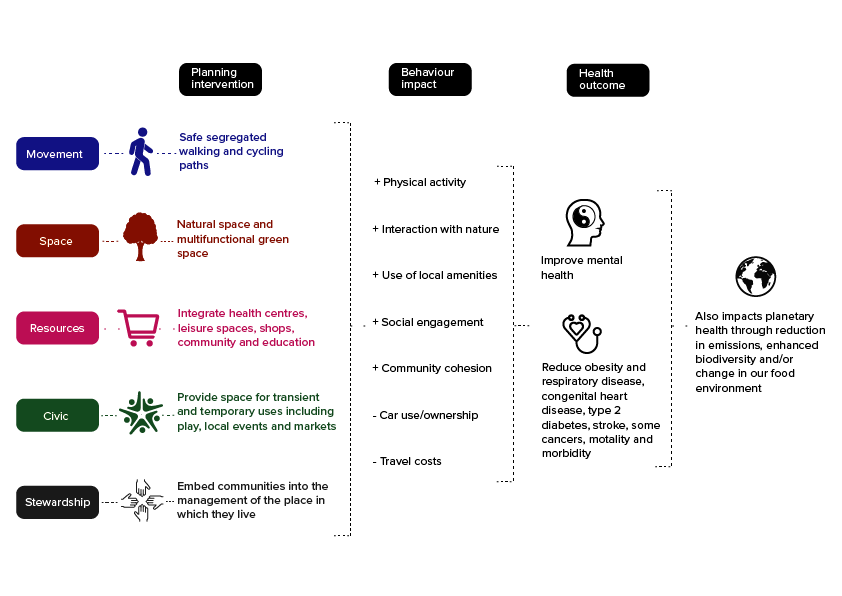 Planning
intervention
Behaviour
impact
Health
outcome
Movement
Safe segregated
walking and cycling
paths
Space
Natural space and
multifunctional green
space
Resources
Integrate health centres,
leisure spaces, shops,
community and education
Civic
Provide space for transient
and temporary uses including
play, local events and markets
Stewardship
Embed communities into the
management of the place in
which they live
+ Physical activity
+ Interaction with nature
+ Use of local amenities
+ Social engagement
+ Community cohesion
- Car use/ownership
- Travel costs
Improve mental
health
Reduce obesity and
respiratory disease,
congenital heart
disease, type 2
diabetes, stroke, some
cancers, motality and
morbidity
Also impacts planetary
health through reduction
in emissions, enhanced
biodiversity and/or
change in our food
environment